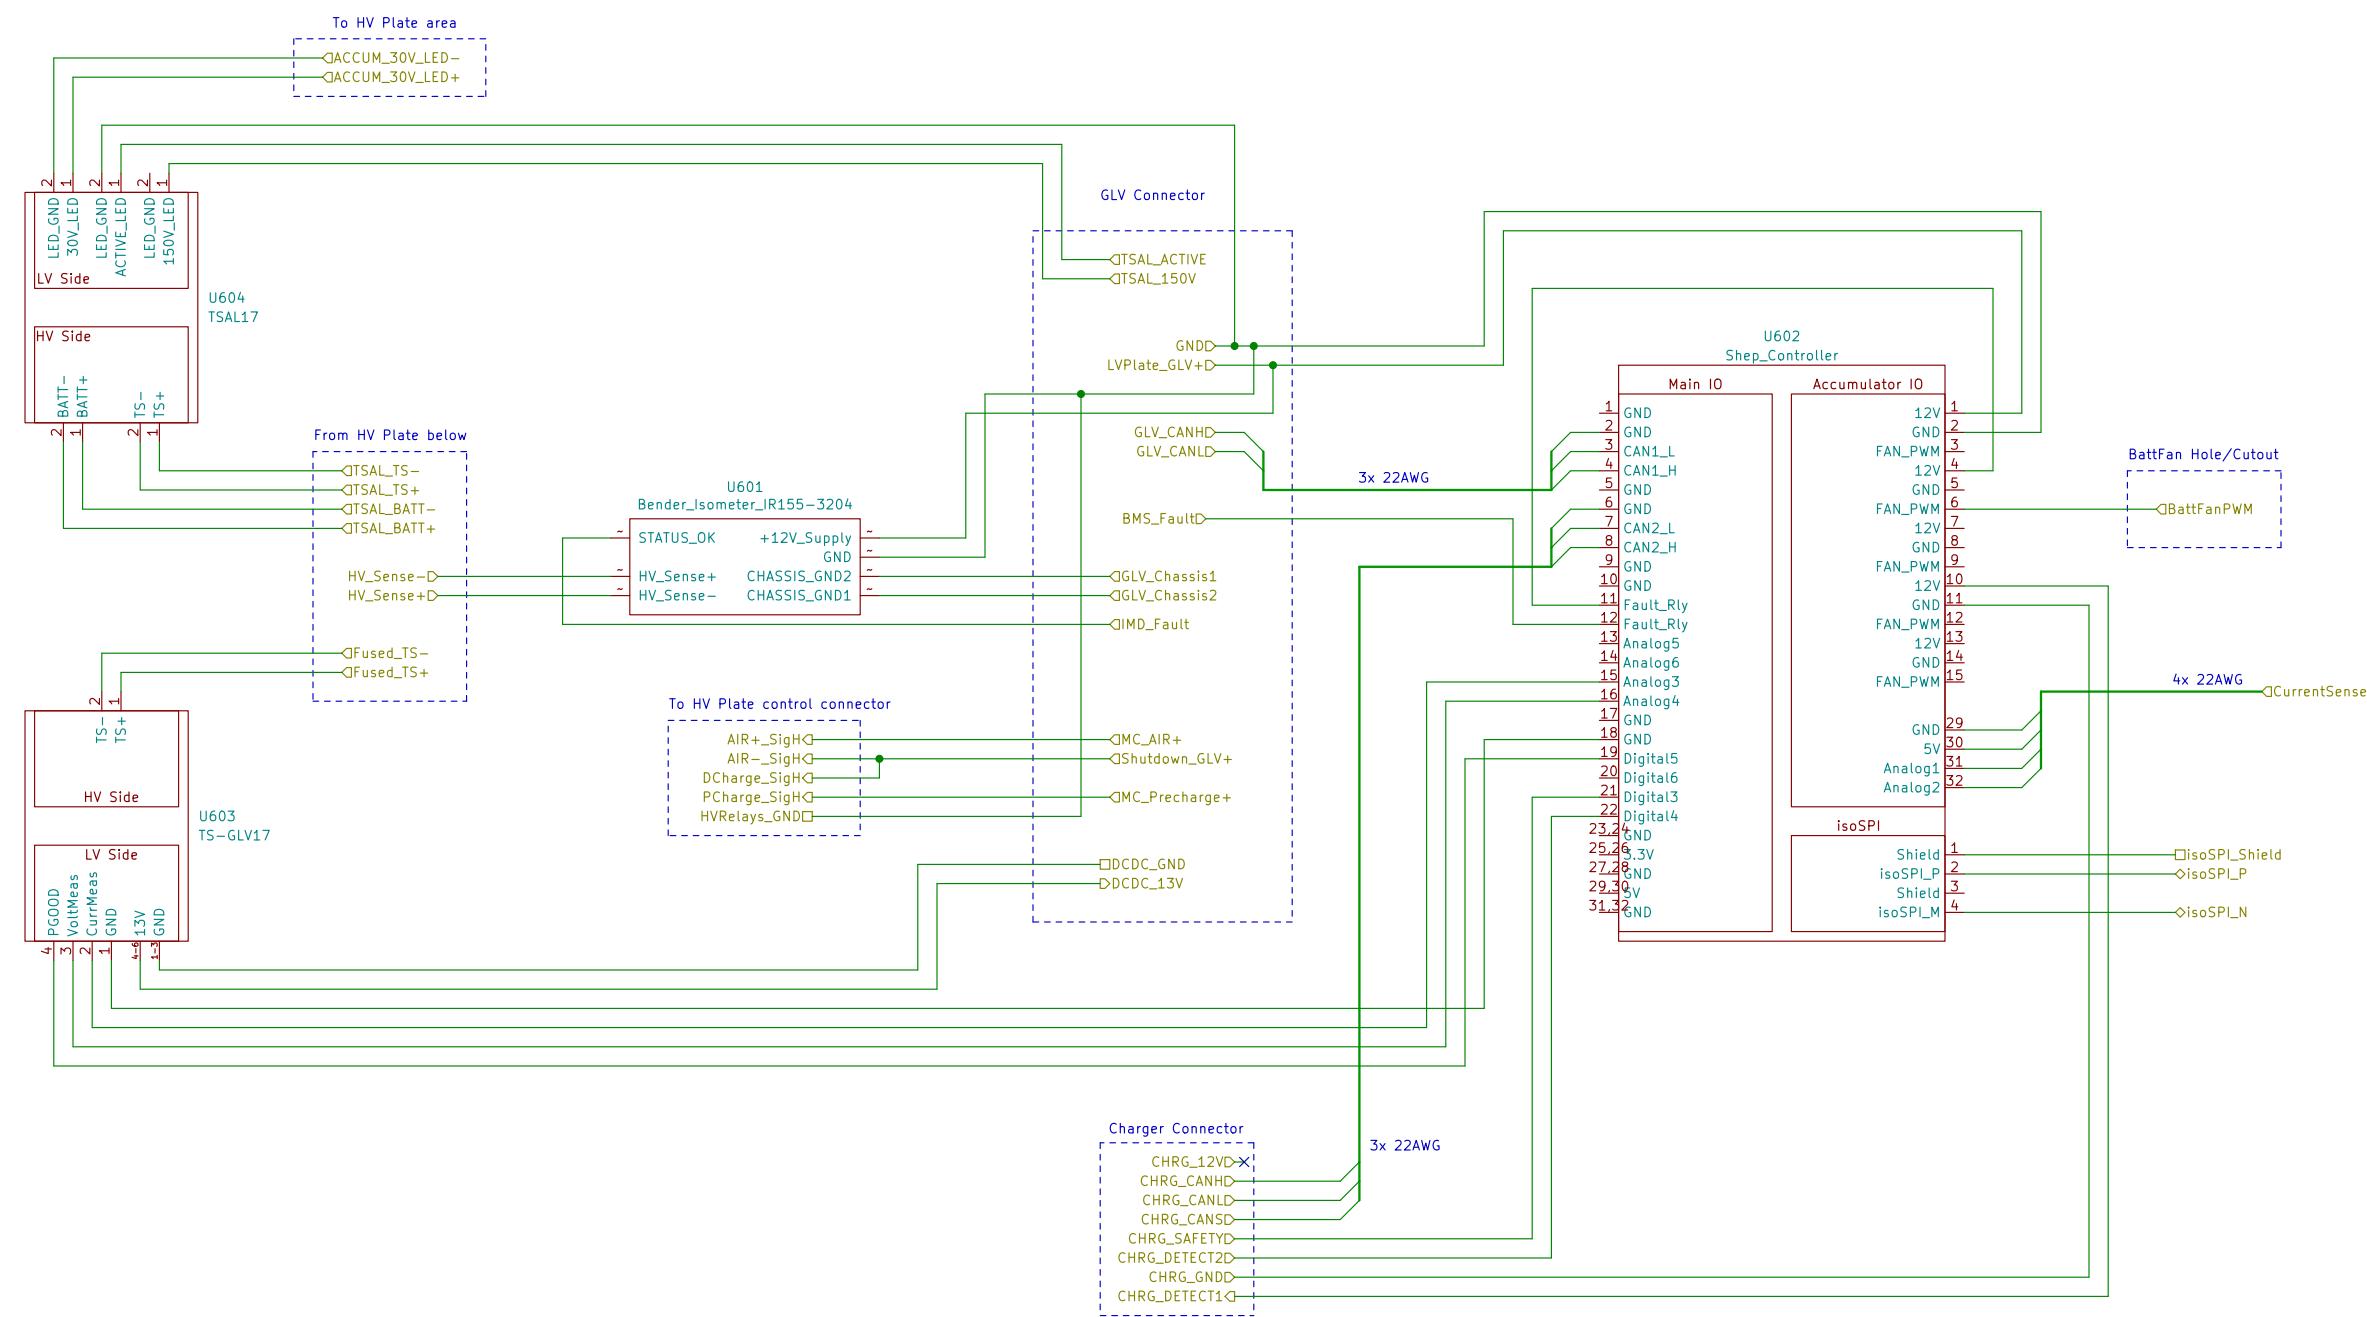 To HV Plate area
ACCUM_30V_LED-
ACCUM_30V_LED+
2
1
2
1
2
1
LED_GND
30V_LED
LED_GND
ACTIVE_LED
LED_GND
150V_LED
LV Side
U604
TSAL17
HV Side
BATT-
BATT+
TS-
TS+
2
1
2
1
From HV Plate below
TSAL_TS-
TSAL_TS+
TSAL_BATT-
TSAL_BATT+
HV_Sense-
HV_Sense+
Fused_TS-
Fused_TS+
2
1
TS-
TS+
HV Side
U603
TS-GLV17
LV Side
PGOOD
VoltMeas
CurrMeas
GND
13V
GND
4
3
2
1
4-6
1-3
U601
Bender_Isometer_IR155-3204
~ STATUS_OK
~ HV_Sense+
~ HV_Sense-
+12V_Supply ~
GND ~
CHASSIS_GND2 ~
CHASSIS_GND1 ~
To HV Plate control connector
AIR+_SigH
AIR-_SigH
DCharge_SigH
PCharge_SigH
HVRelays_GND
GLV Connector
TSAL_ACTIVE
TSAL_150V
GND
LVPlate_GLV+
GLV_CANH
GLV_CANL
BMS_Fault
GLV_Chassis1
GLV_Chassis2
IMD_Fault
MC_AIR+
Shutdown_GLV+
MC_Precharge+
DCDC_GND
DCDC_13V
3x 22AWG
Charger Connector
3x 22AWG
CHRG_12V
CHRG_CANH
CHRG_CANL
CHRG_CANS
CHRG_SAFETY
CHRG_DETECT2
CHRG_GND
CHRG_DETECT1
U602
Shep_Controller
Main IO
1 GND
2 GND
3 CAN1_L
4 CAN1_H
5 GND
6 GND
7 CAN2_L
8 CAN2_H
9 GND
10 GND
11 Fault_Rly
12 Fault_Rly
13 Analog5
14 Analog6
15 Analog3
16 Analog4
17 GND
18 GND
19 Digital5
20 Digital6
21 Digital3
22 Digital4
23,24 GND
25,26 3.3V
27,28 GND
29,30 5V
31,32 GND
Accumulator IO
12V 1
GND 2
FAN_PWM 3
12V 4
GND 5
FAN_PWM 6
12V 7
GND 8
FAN_PWM 9
12V 10
GND 11
FAN_PWM 12
12V 13
GND 14
FAN_PWM 15
GND 29
5V 30
Analog1 31
Analog2 32
isoSPI
Shield 1
isoSPI_P 2
Shield 3
isoSPI_M 4
BattFan Hole/Cutout
BattFanPWM
4x 22AWG
CurrentSense
isoSPI_Shield
isoSPI_P
isoSPI_N